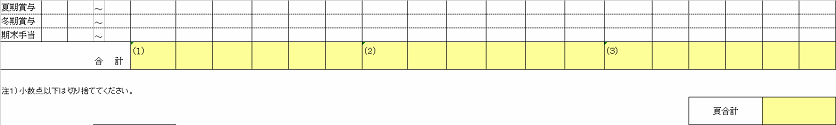 夏期賞与 ～
冬期賞与 ～
期末手当 ～
合計 (1) (2) (3)
注1)小数点以下は切り捨ててください。
頁合計